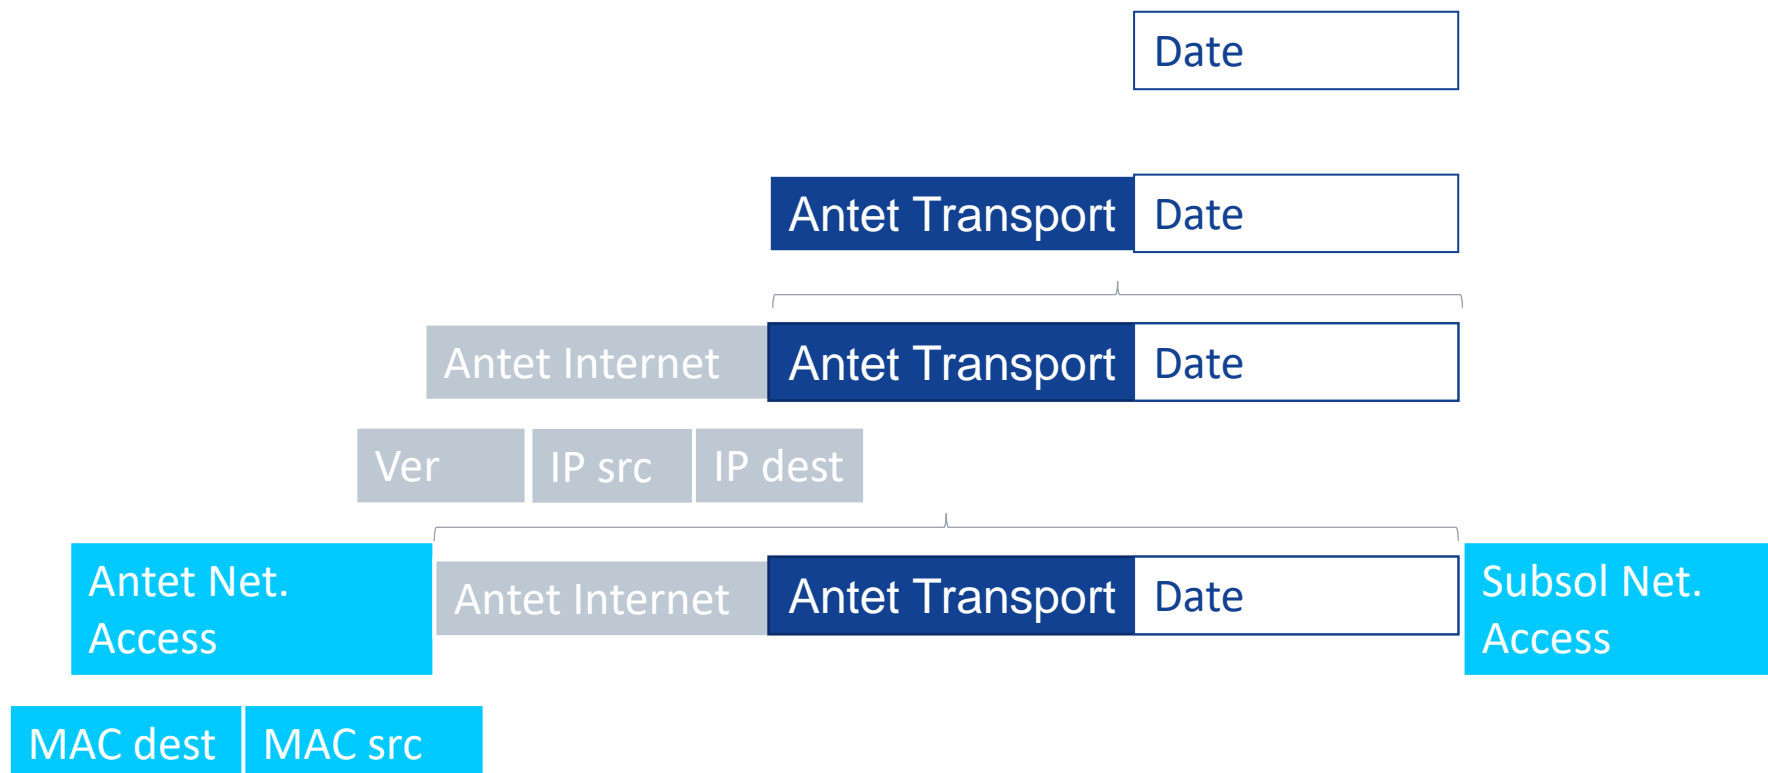 Date
Antet Transport
Date
Antet Internet
Antet Transport
Date
Ver
IP src
IP dest
Antet Net.
Access
Antet Internet
Antet Transport
Date
Subsol Net.
Access
MAC dest
MAC src